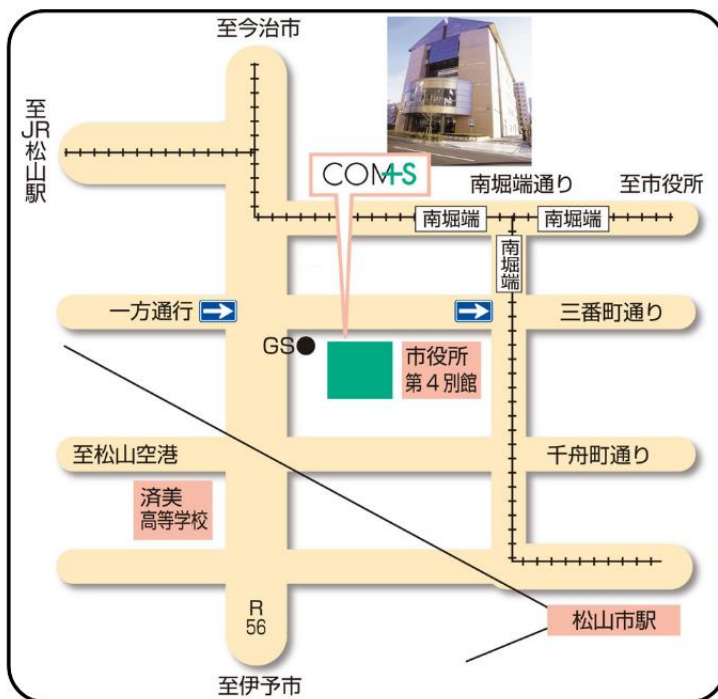 至今治市
至JR松山駅
COM+S
南堀端通り
至市役所
南堀端
南堀端
南堀端
一方通行
三番町通り
GS
市役所
第4別館
至松山空港
千舟町通り
済美
高等学校
R
56
松山市駅
至伊予市